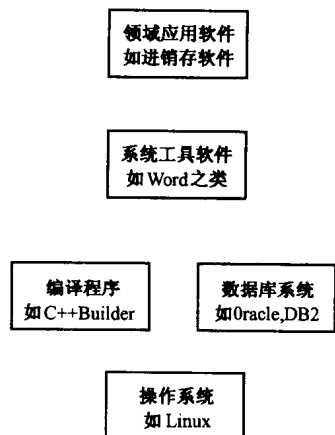 领域应用软件
如进销存软件
系统工具软件
如Word之类
编译程序
如C++Builder
数据库系统
如0racle,DB2
操作系统
如 Linux